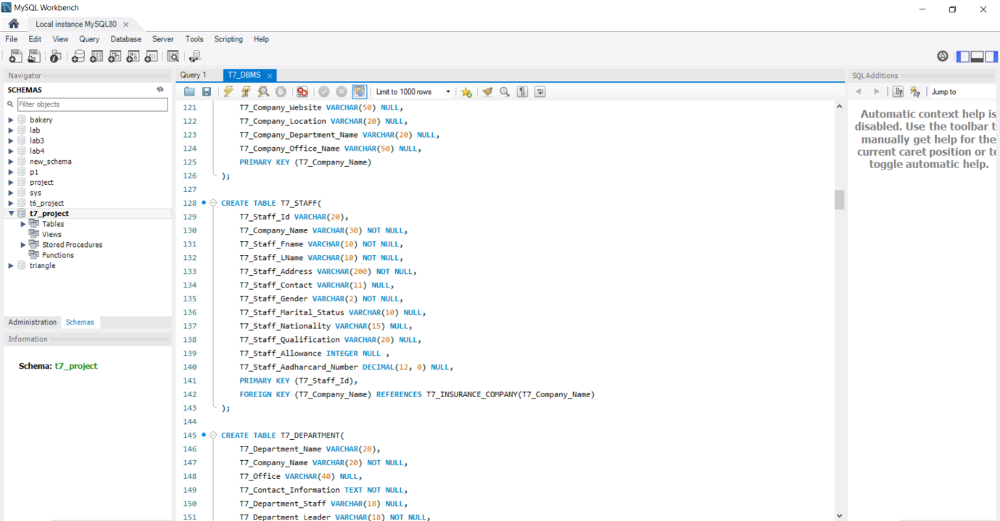 MySQL Workbench
Local instance MySQL80
File Edit View Query Database Server Tools Scripting Help
Navigator
SCHEMAS
Filter objects
bakery
lab
lab3
lab4
new_schema
p1
project
sys
t6_project
t7_project
Tables
Views
Stored Procedures
Functions
triangle
Administration Schemas
Information
Schema: t7_project
Query 1 T7_DBMS
Limit to 1000 rows
121 T7_Company_Website VARCHAR(50) NULL,
122 T7_Company_Location VARCHAR(20) NULL,
123 T7_Company_Department_Name VARCHAR(20) NULL,
124 T7_Company_Office_Name VARCHAR(50) NULL,
125 PRIMARY KEY (T7_Company_Name)
126 );
127
128 CREATE TABLE T7_STAFF(
129 T7_Staff_Id VARCHAR(20),
130 T7_Company_Name VARCHAR(30) NOT NULL,
131 T7_Staff_Fname VARCHAR(10) NOT NULL,
132 T7_Staff_LName VARCHAR(10) NOT NULL,
133 T7_Staff_Address VARCHAR(200) NOT NULL,
134 T7_Staff_Contact VARCHAR(11) NULL,
135 T7_Staff_Gender VARCHAR(2) NOT NULL,
136 T7_Staff_Marital_Status VARCHAR(10) NULL,
137 T7_Staff_Nationality VARCHAR(15) NULL,
138 T7_Staff_Qualification VARCHAR(20) NULL,
139 T7_Staff_Allowance INTEGER NULL ,
140 T7_Staff_Aadharcard_Number DECIMAL(12, 0) NULL,
141 PRIMARY KEY (T7_Staff_Id),
142 FOREIGN KEY (T7_Company_Name) REFERENCES T7_INSURANCE_COMPANY(T7_Company_Name)
143 );
144
145 CREATE TABLE T7_DEPARTMENT(
146 T7_Department_Name VARCHAR(20),
147 T7_Company_Name VARCHAR(20) NOT NULL,
148 T7_Office VARCHAR(40) NULL,
149 T7_Contact_Information TEXT NOT NULL,
150 T7_Department_Staff VARCHAR(18) NULL,
151 T7_Department_Leader VARCHAR(18) NOT NULL,
SQLAdditions
Jump to
Automatic context help is
disabled. Use the toolbar t
manually get help for the
current caret position or to
toggle automatic help.